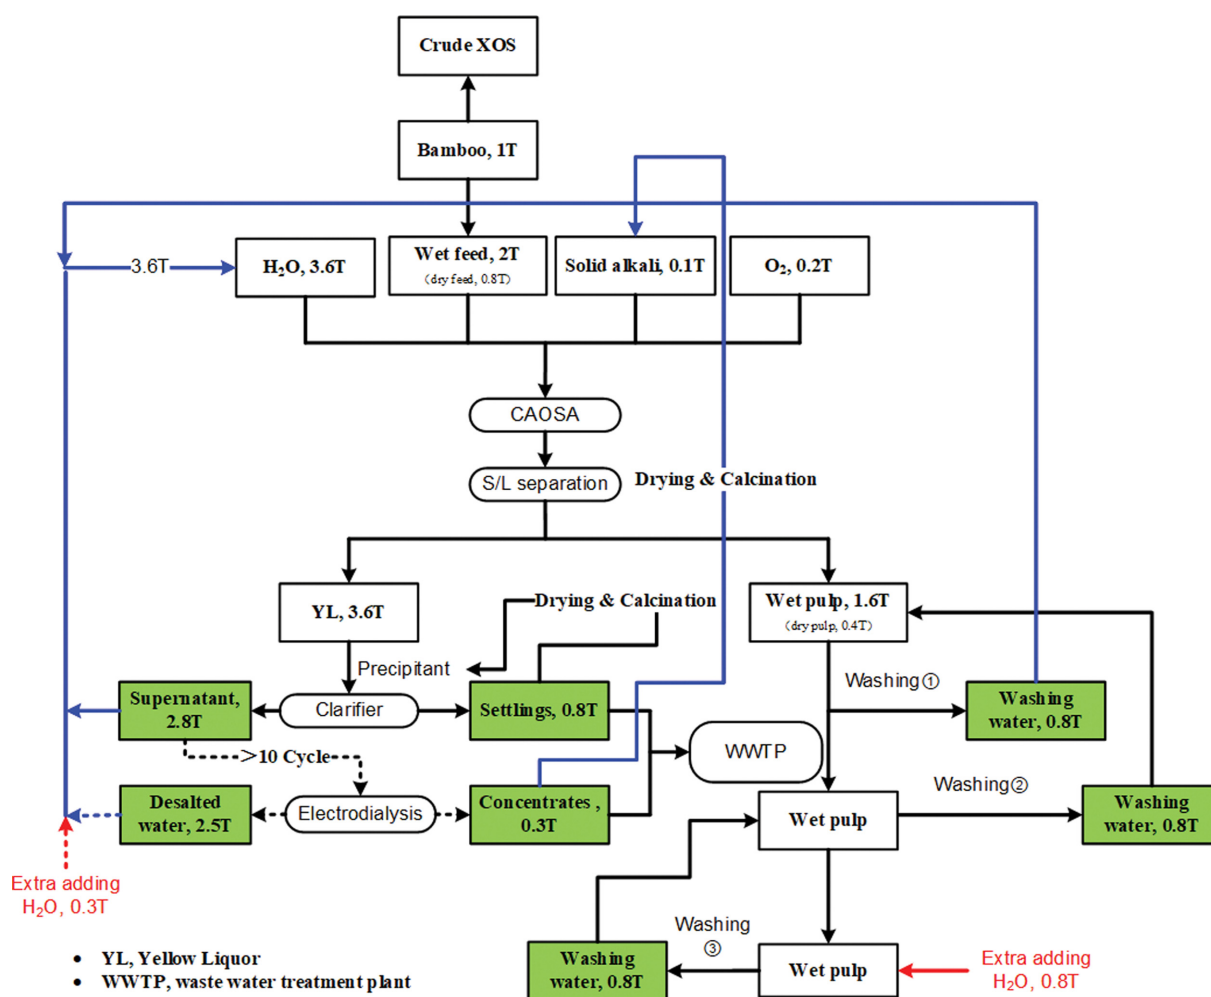 Crude XOS
Bamboo, 1T
3.6T
H₂O, 3.6T
Wet feed, 2T
（dry feed, 0.8T）
Solid alkali, 0.1T
O₂, 0.2T
CAOSA
S/L separation
Drying & Calcination
YL, 3.6T
Drying & Calcination
Wet pulp, 1.6T
（dry pulp, 0.4T）
Precipitant
Supernatant,
2.8T
Clarifier
Settlings, 0.8T
Washing①
Washing
water, 0.8T
>10 Cycle
WWTP
Desalted
water, 2.5T
Electrodialysis
Concentrates ,
0.3T
Washing②
Wet pulp
Washing
water, 0.8T
Extra adding
H₂O, 0.3T
Washing
③
Washing
water, 0.8T
Wet pulp
Extra adding
H₂O, 0.8T
• YL, Yellow Liquor
• WWTP, waste water treatment plant